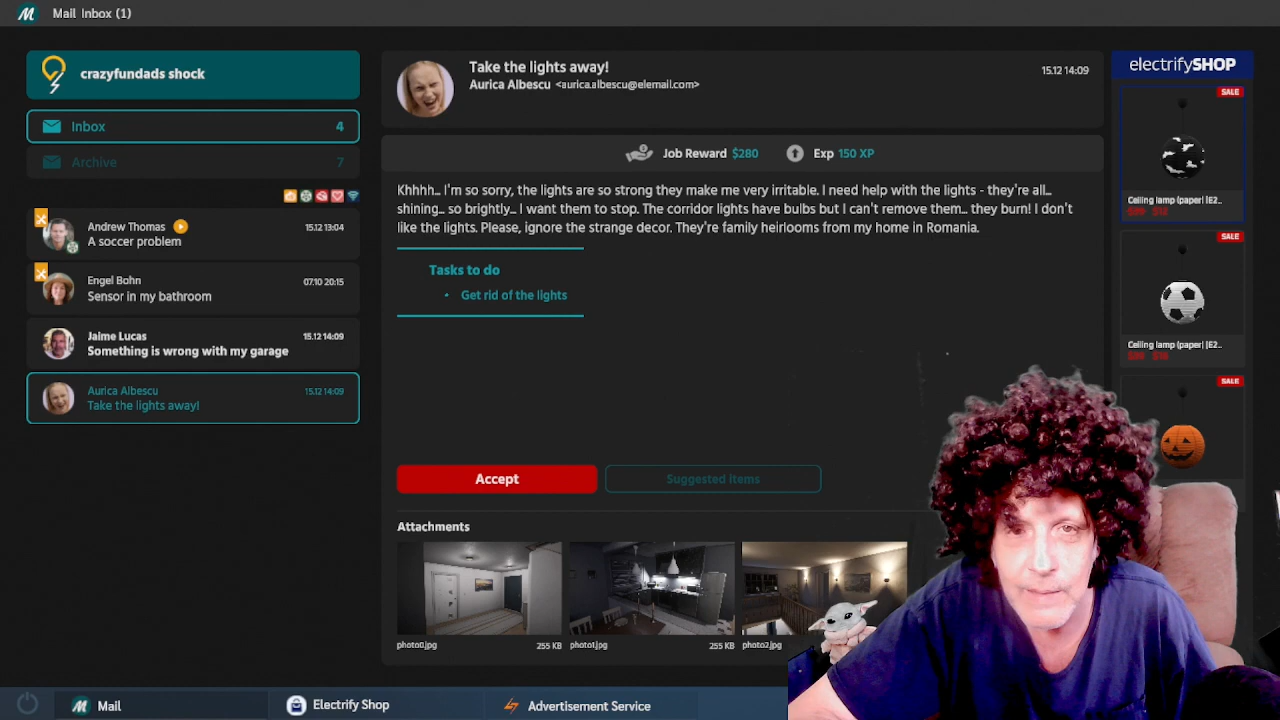 Mail Inbox (1)
crazyfundads shock
Inbox 4
Archive 7
Andrew Thomas 15.12 13:04
A soccer problem
Engel Bohn 07.10 20:15
Sensor in my bathroom
Jaime Lucas 15.12 14:09
Something is wrong with my garage
Aurica Albescu 15.12 14:09
Take the lights away!
Take the lights away!
Aurica Albescu <aurica.albescu@elemail.com>
15.12 14:09
Job Reward $280 Exp 150 XP
Khhhh... I'm so sorry, the lights are so strong they make me very irritable. I need help with the lights - they're all...
shining... so brightly... I want them to stop. The corridor lights have bulbs but I can't remove them... they burn! I don't
like the lights. Please, ignore the strange decor. They're family heirlooms from my home in Romania.
Tasks to do
• Get rid of the lights
Accept
Suggested items
Attachments
photo0.jpg 255 KB
photo1.jpg 255 KB
photo2.jpg
electrifySHOP
SALE
Ceiling lamp (paper) |E2...
SALE
Ceiling lamp (paper) |E2...
SALE
Mail
Electrify Shop
Advertisement Service